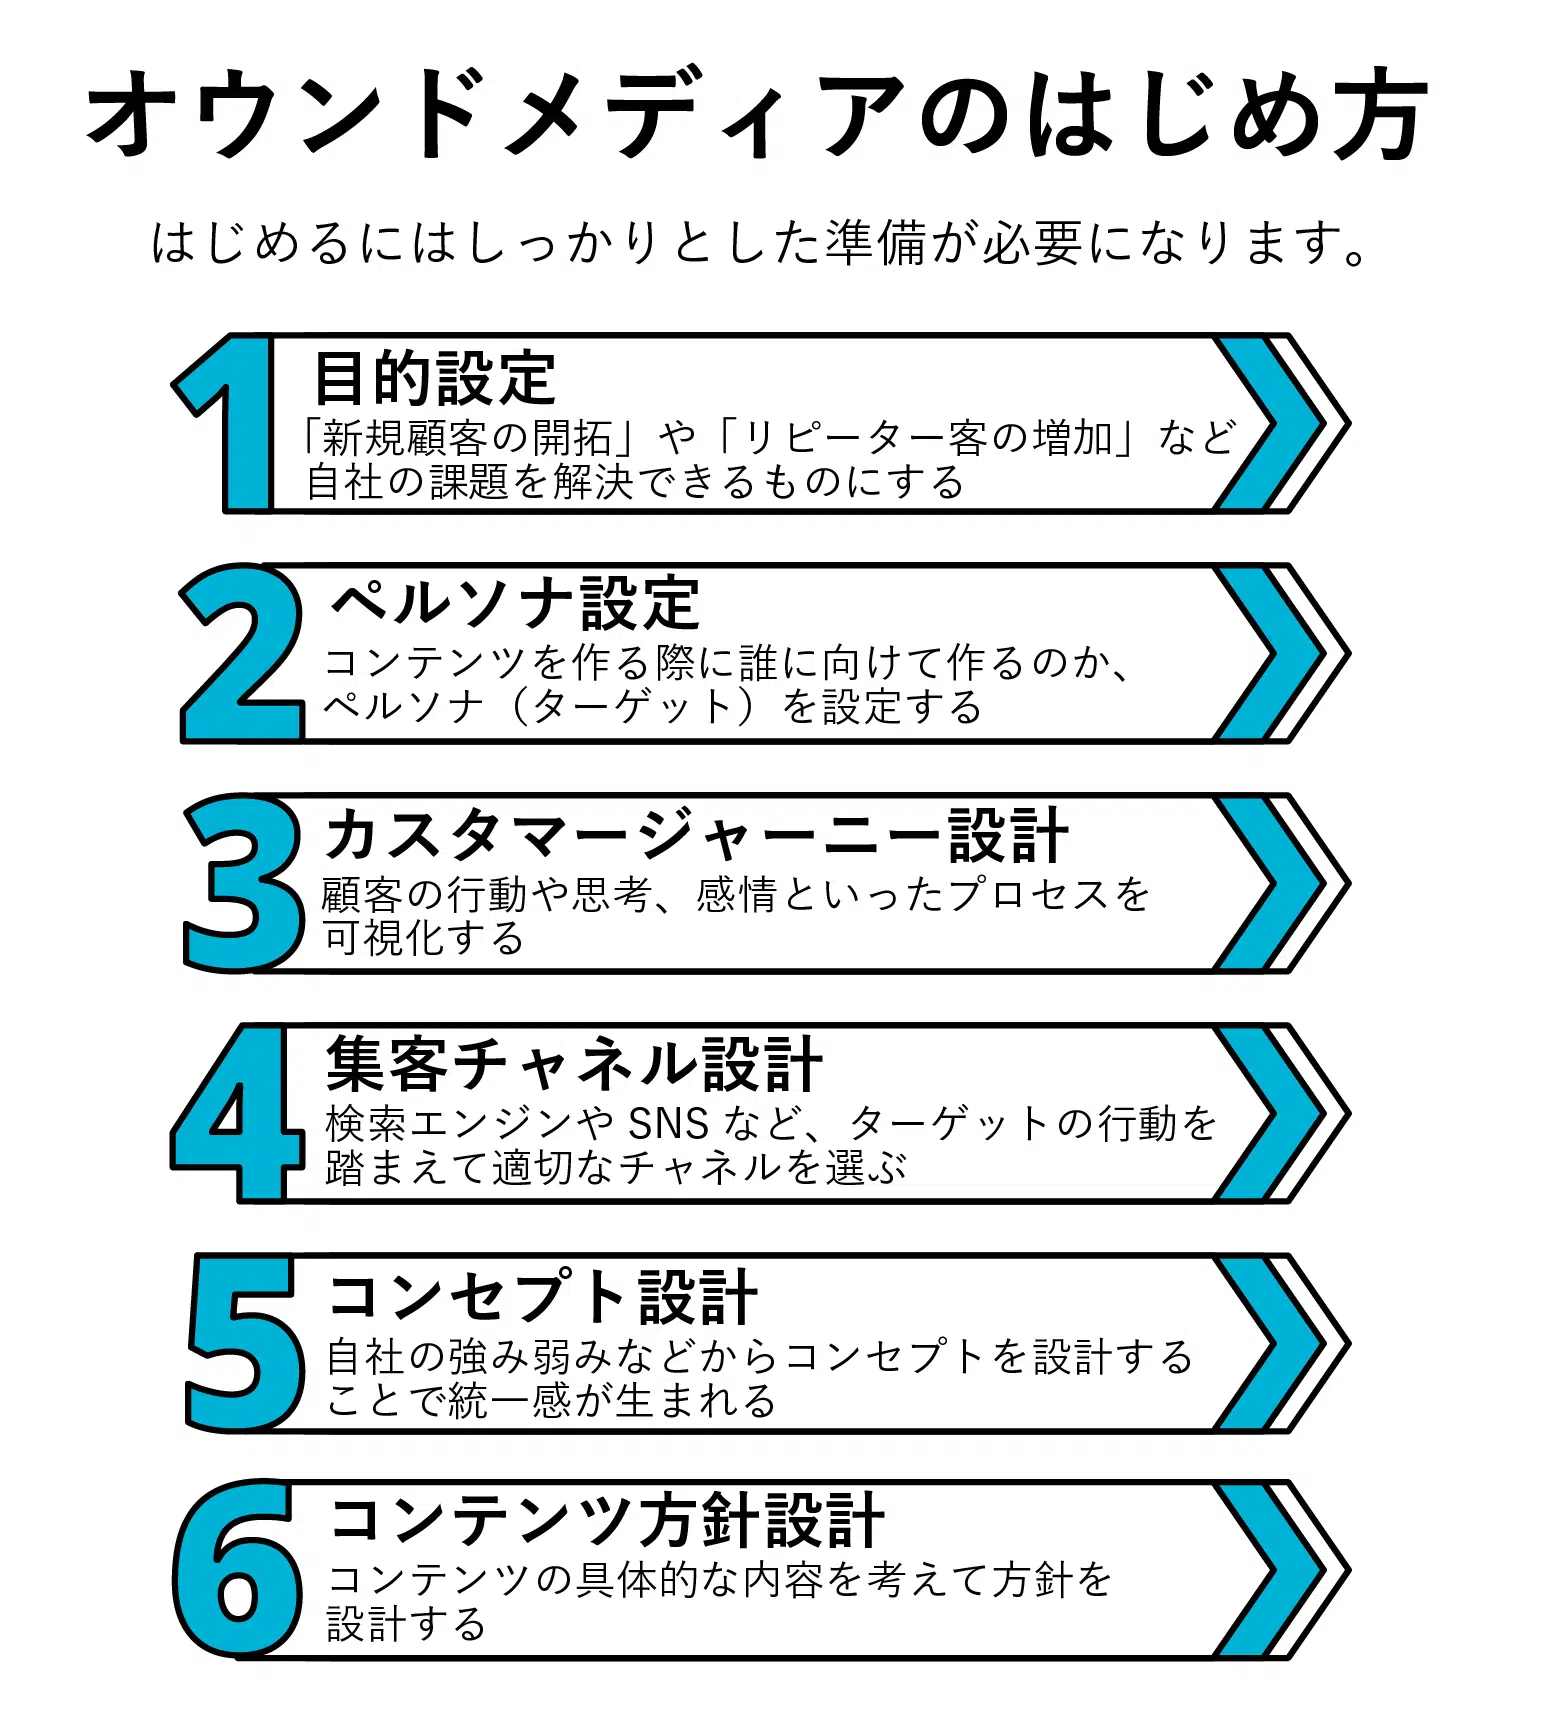 オウンドメディアのはじめ方
はじめるにはしっかりとした準備が必要になります。
1 目的設定
「新規顧客の開拓」や「リピーター客の増加」など
自社の課題を解決できるものにする
2 ペルソナ設定
コンテンツを作る際に誰に向けて作るのか、
ペルソナ（ターゲット）を設定する
3 カスタマージャーニー設計
顧客の行動や思考、感情といったプロセスを
可視化する
4 集客チャネル設計
検索エンジンや SNS など、ターゲットの行動を
踏まえて適切なチャネルを選ぶ
5 コンセプト設計
自社の強み弱みなどからコンセプトを設計する
ことで統一感が生まれる
6 コンテンツ方針設計
コンテンツの具体的な内容を考えて方針を
設計する